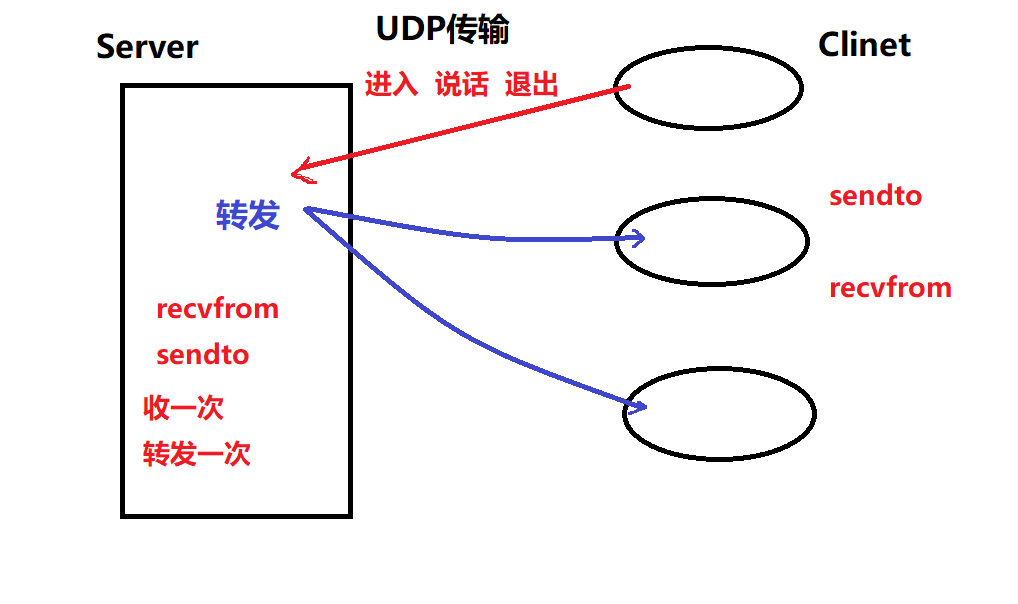 UDP传输
Server
Clinet
进入 说话 退出
转发
sendto
recvfrom
recvfrom
sendto
收一次
转发一次